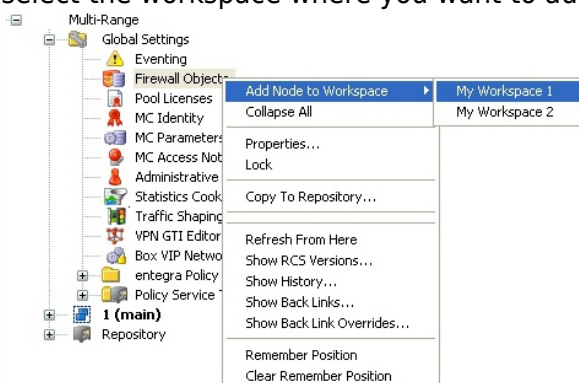 select the workspace where you want to ad
Multi-Range
Global Settings
Eventing
Firewall Objects
Pool Licenses
MC Identity
MC Parameters
MC Access Not
Administrative
Statistics Cook
Traffic Shaping
VPN GTI Editor
Box VIP Netwo
entegra Policy
Policy Service
1 (main)
Repository
Add Node to Workspace
Collapse All
Properties...
Lock
Copy To Repository...
Refresh From Here
Show RCS Versions...
Show History...
Show Back Links...
Show Back Link Overrides...
Remember Position
Clear Remember Position
My Workspace 1
My Workspace 2